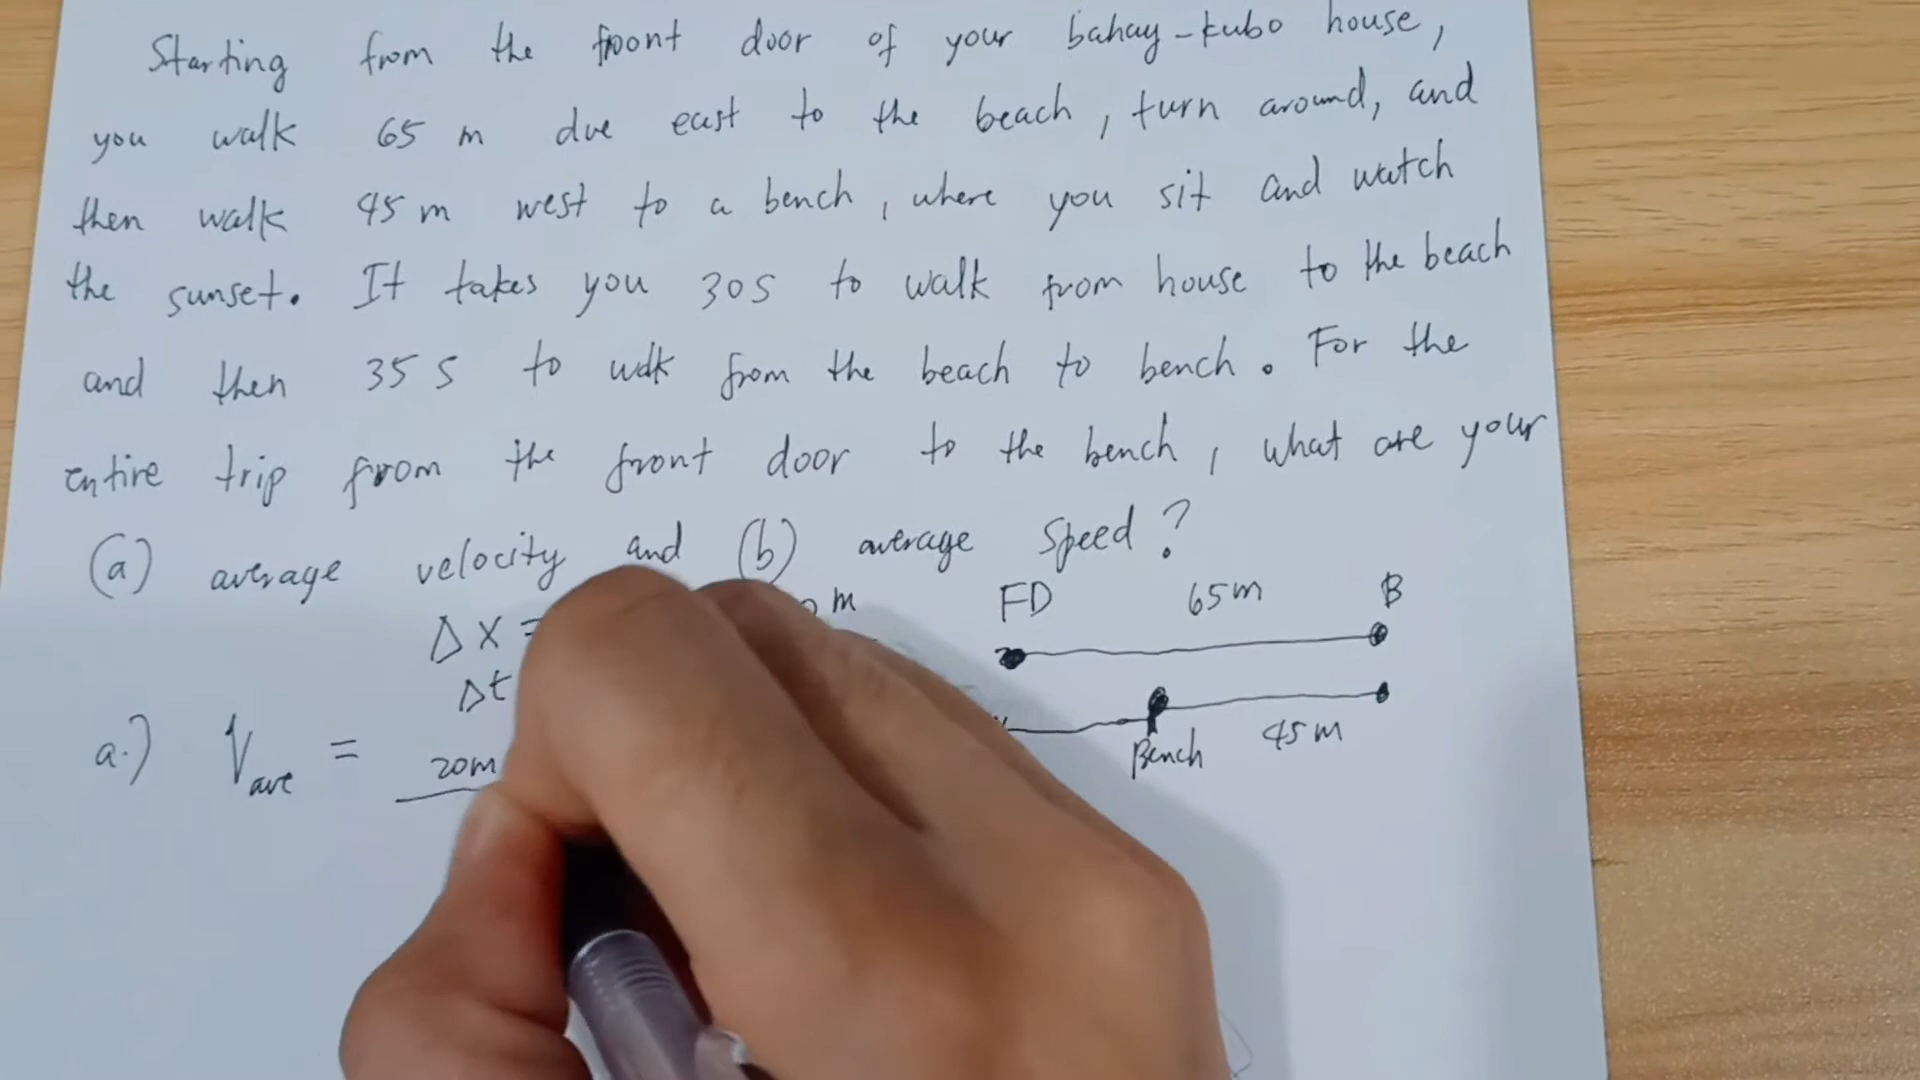 Starting from the front door of your bahay-kubo house,
you walk 65 m due east to the beach, turn around, and
then walk 45 m west to a bench, where you sit and watch
the sunset. It takes you 30s to walk from house to the beach
and then 35 s to walk from the beach to bench. For the
entire trip from the front door to the bench, what are your
(a) average velocity and (b) average speed?
Δx = m
Δt
a.) Vave = 20m
FD 65m B
Bench 45m